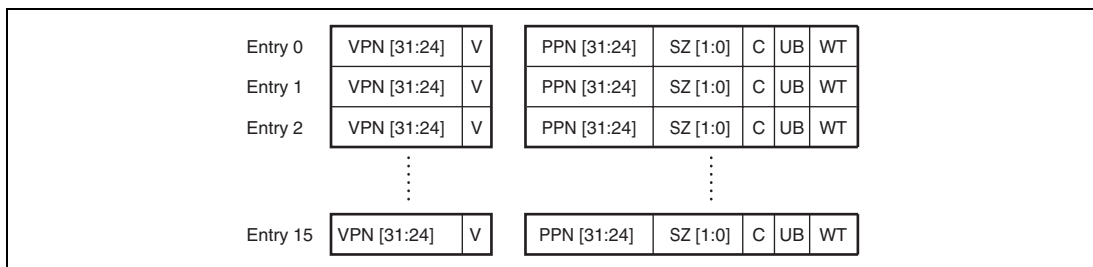 Entry 0 VPN [31:24] V PPN [31:24] SZ [1:0] C UB WT
Entry 1 VPN [31:24] V PPN [31:24] SZ [1:0] C UB WT
Entry 2 VPN [31:24] V PPN [31:24] SZ [1:0] C UB WT
Entry 15 VPN [31:24] V PPN [31:24] SZ [1:0] C UB WT